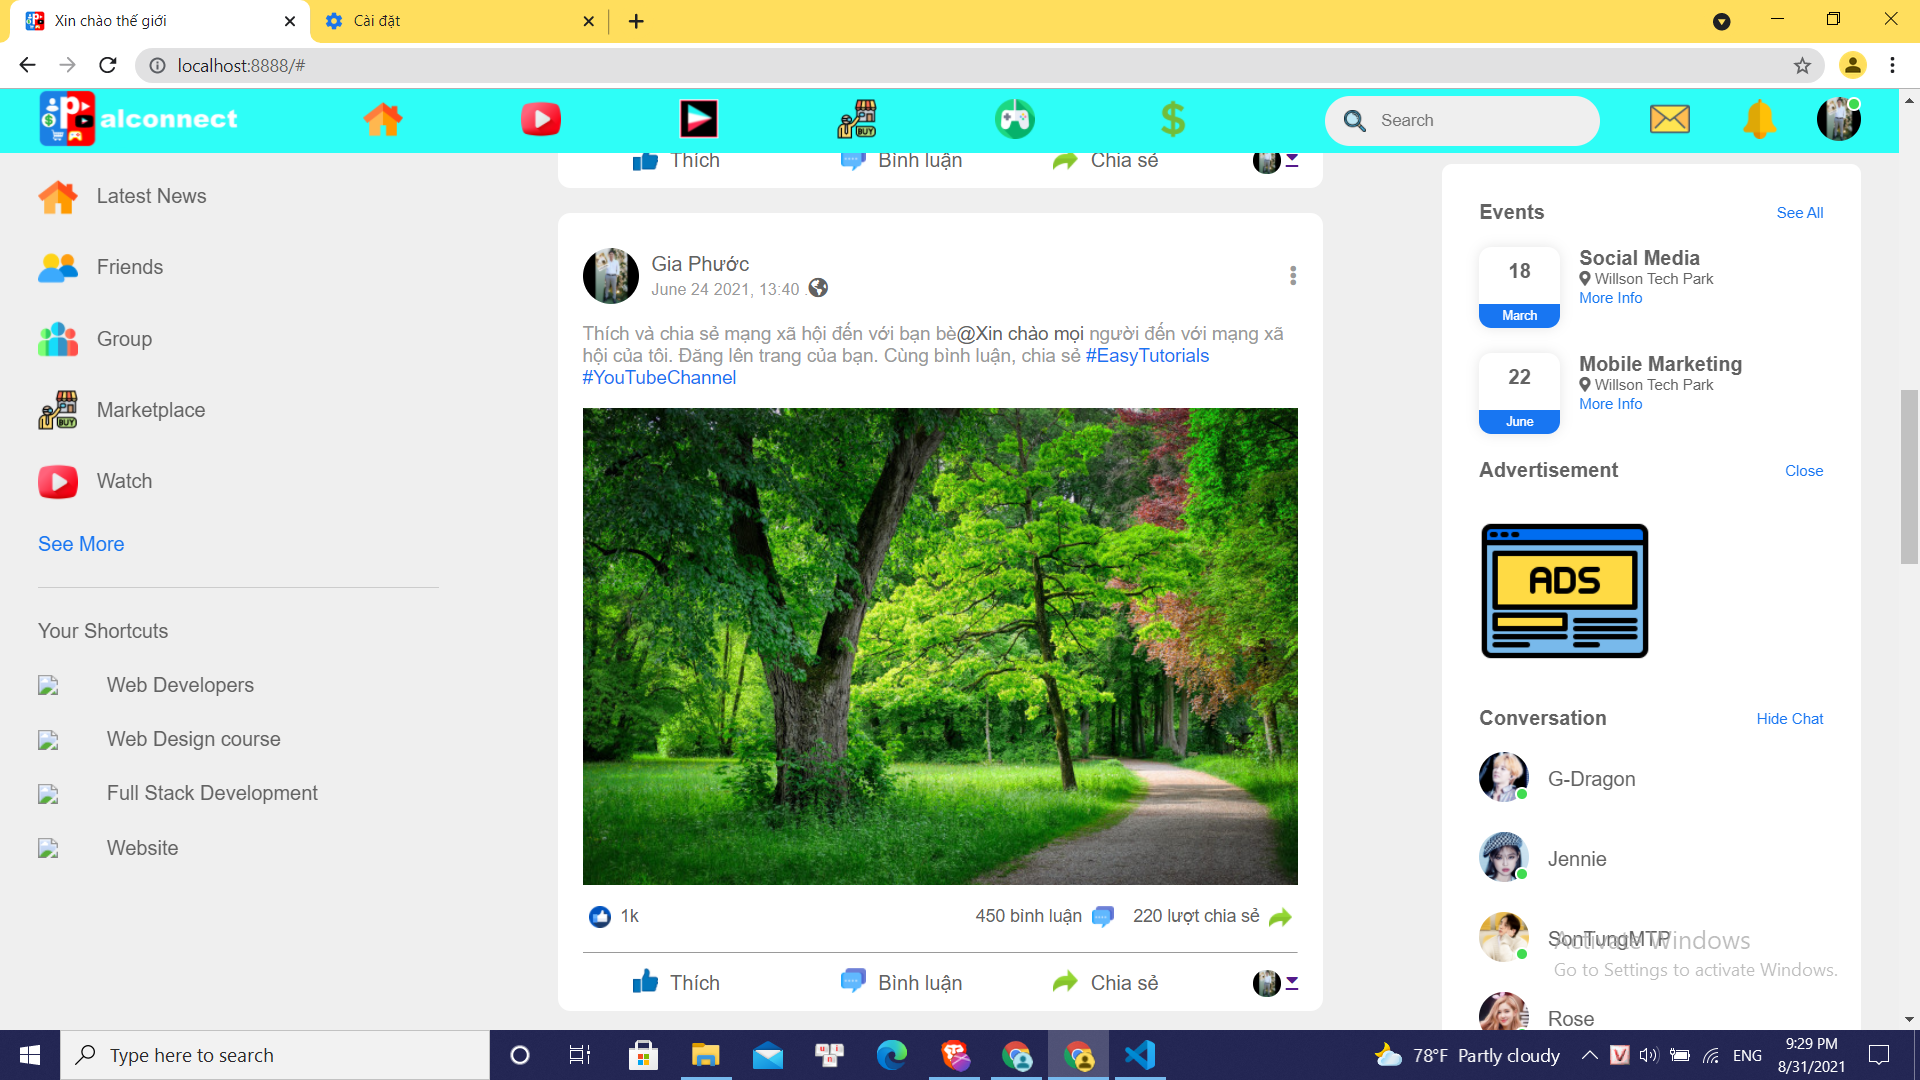 Xin chào thế giới
Cài đặt
localhost:8888/#
alconnect
BUY
$
Search
Thích
Bình luận
Chia sẻ
Latest News
Friends
Group
Marketplace
Watch
See More
Your Shortcuts
Web Developers
Web Design course
Full Stack Development
Website
Gia Phước
June 24 2021, 13:40 .
Thích và chia sẻ mạng xã hội đến với bạn bè@Xin chào mọi người đến với mạng xã
hội của tôi. Đăng lên trang của bạn. Cùng bình luận, chia sẻ #EasyTutorials
#YouTubeChannel
1k
450 bình luận
220 lượt chia sẻ
Thích
Bình luận
Chia sẻ
Events
See All
18
March
Social Media
Willson Tech Park
More Info
22
June
Mobile Marketing
Willson Tech Park
More Info
Advertisement
Close
ADS
Conversation
Hide Chat
G-Dragon
Jennie
SonTungMTP
Rose
Activate Windows
Go to Settings to activate Windows.
Type here to search
78°F Partly cloudy
ENG
9:29 PM
8/31/2021